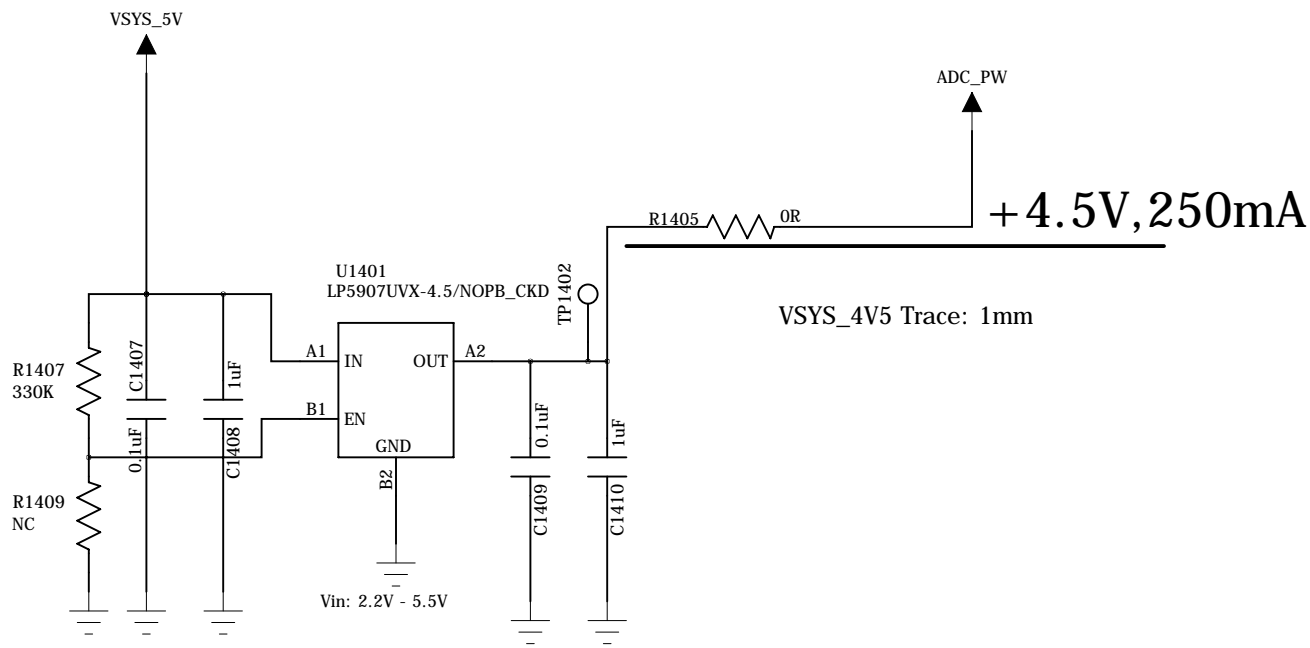 VSYS_5V
ADC_PW
+4.5V,250mA
R1405
0R
U1401
LP5907UVX-4.5/NOPB_CKD
TP1402
VSYS_4V5 Trace: 1mm
R1407
330K
C1407
0.1uF
1uF
C1408
A1
IN
OUT
A2
B1
EN
GND
B2
0.1uF
C1409
1uF
C1410
R1409
NC
Vin: 2.2V - 5.5V